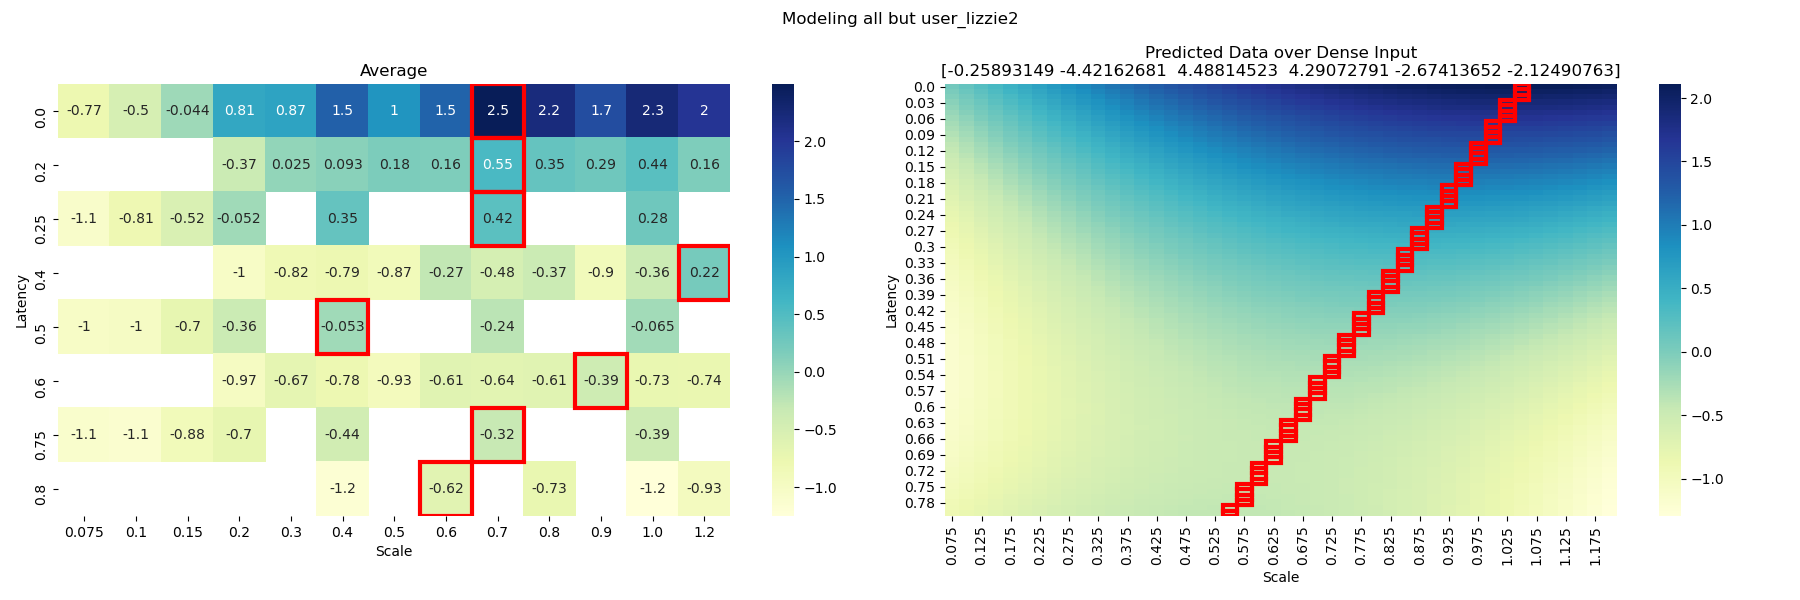 Modeling all but user_lizzie2
Average
-0.77 -0.5 -0.044 0.81 0.87 1.5 1 1.5 2.5 2.2 1.7 2.3 2
-0.37 0.025 0.093 0.18 0.16 0.55 0.35 0.29 0.44 0.16
-1.1 -0.81 -0.52 -0.052 0.35 0.42 0.28
-1 -0.82 -0.79 -0.87 -0.27 -0.48 -0.37 -0.9 -0.36 0.22
-1 -1 -0.7 -0.36 -0.053 -0.24 -0.065
-0.97 -0.67 -0.78 -0.93 -0.61 -0.64 -0.61 -0.39 -0.73 -0.74
-1.1 -1.1 -0.88 -0.7 -0.44 -0.32 -0.39
-1.2 -0.62 -0.73 -1.2 -0.93
0.0
0.2
0.25
0.4
0.5
0.6
0.75
0.8
Latency
0.075 0.1 0.15 0.2 0.3 0.4 0.5 0.6 0.7 0.8 0.9 1.0 1.2
Scale
2.0
1.5
1.0
0.5
0.0
−0.5
−1.0
Predicted Data over Dense Input
[-0.25893149 -4.42162681 4.48814523 4.29072791 -2.67413652 -2.12490763]
0.0
0.03
0.06
0.09
0.12
0.15
0.18
0.21
0.24
0.27
0.3
0.33
0.36
0.39
0.42
0.45
0.48
0.51
0.54
0.57
0.6
0.63
0.66
0.69
0.72
0.75
0.78
Latency
0.075 0.125 0.175 0.225 0.275 0.325 0.375 0.425 0.475 0.525 0.575 0.625 0.675 0.725 0.775 0.825 0.875 0.925 0.975 1.025 1.075 1.125 1.175
Scale
2.0
1.5
1.0
0.5
0.0
−0.5
−1.0